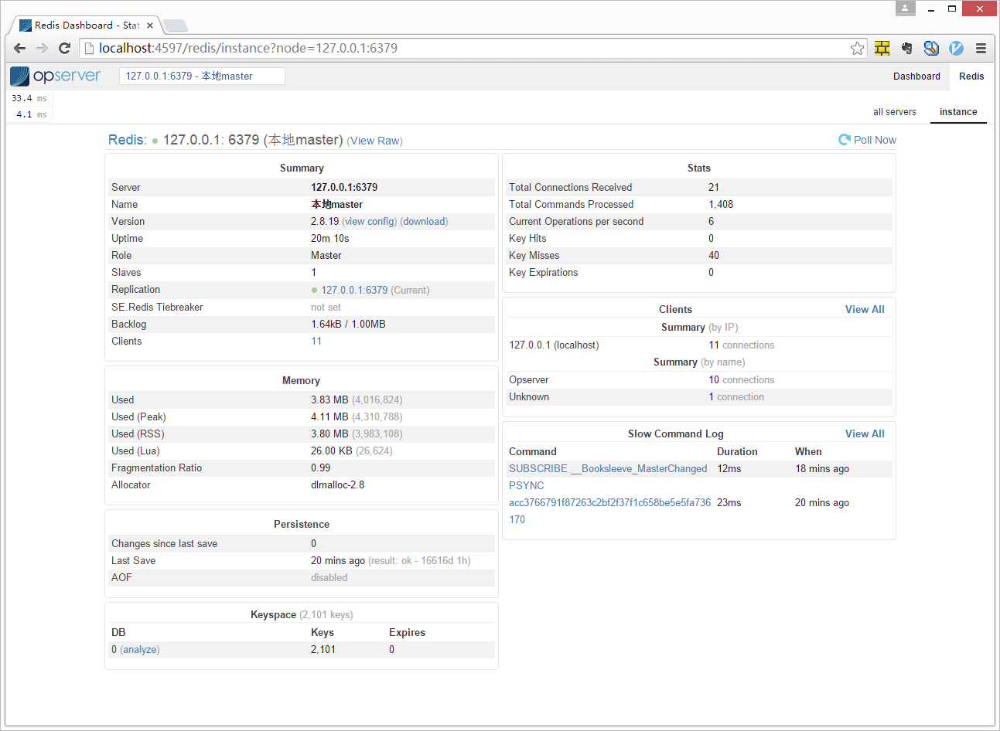 Redis Dashboard - Stat
localhost:4597/redis/instance?node=127.0.0.1:6379
opserver 127.0.0.1:6379 - 本地master Dashboard Redis
33.4 ms
4.1 ms
all servers instance
Redis: 127.0.0.1: 6379 (本地master) (View Raw) Poll Now
Summary
Server 127.0.0.1:6379
Name 本地master
Version 2.8.19 (view config) (download)
Uptime 20m 10s
Role Master
Slaves 1
Replication 127.0.0.1:6379 (Current)
SE.Redis Tiebreaker not set
Backlog 1.64kB / 1.00MB
Clients 11
Memory
Used 3.83 MB (4,016,824)
Used (Peak) 4.11 MB (4,310,788)
Used (RSS) 3.80 MB (3,983,108)
Used (Lua) 26.00 KB (26,624)
Fragmentation Ratio 0.99
Allocator dlmalloc-2.8
Persistence
Changes since last save 0
Last Save 20 mins ago (result: ok - 16616d 1h)
AOF disabled
Keyspace (2,101 keys)
DB Keys Expires
0 (analyze) 2,101 0
Stats
Total Connections Received 21
Total Commands Processed 1,408
Current Operations per second 6
Key Hits 0
Key Misses 40
Key Expirations 0
Clients View All
Summary (by IP)
127.0.0.1 (localhost) 11 connections
Summary (by name)
Opserver 10 connections
Unknown 1 connection
Slow Command Log View All
Command Duration When
SUBSCRIBE __Booksleeve_MasterChanged 12ms 18 mins ago
PSYNC
acc3766791f87263c2bf2f37f1c658be5e5fa736 23ms 20 mins ago
170